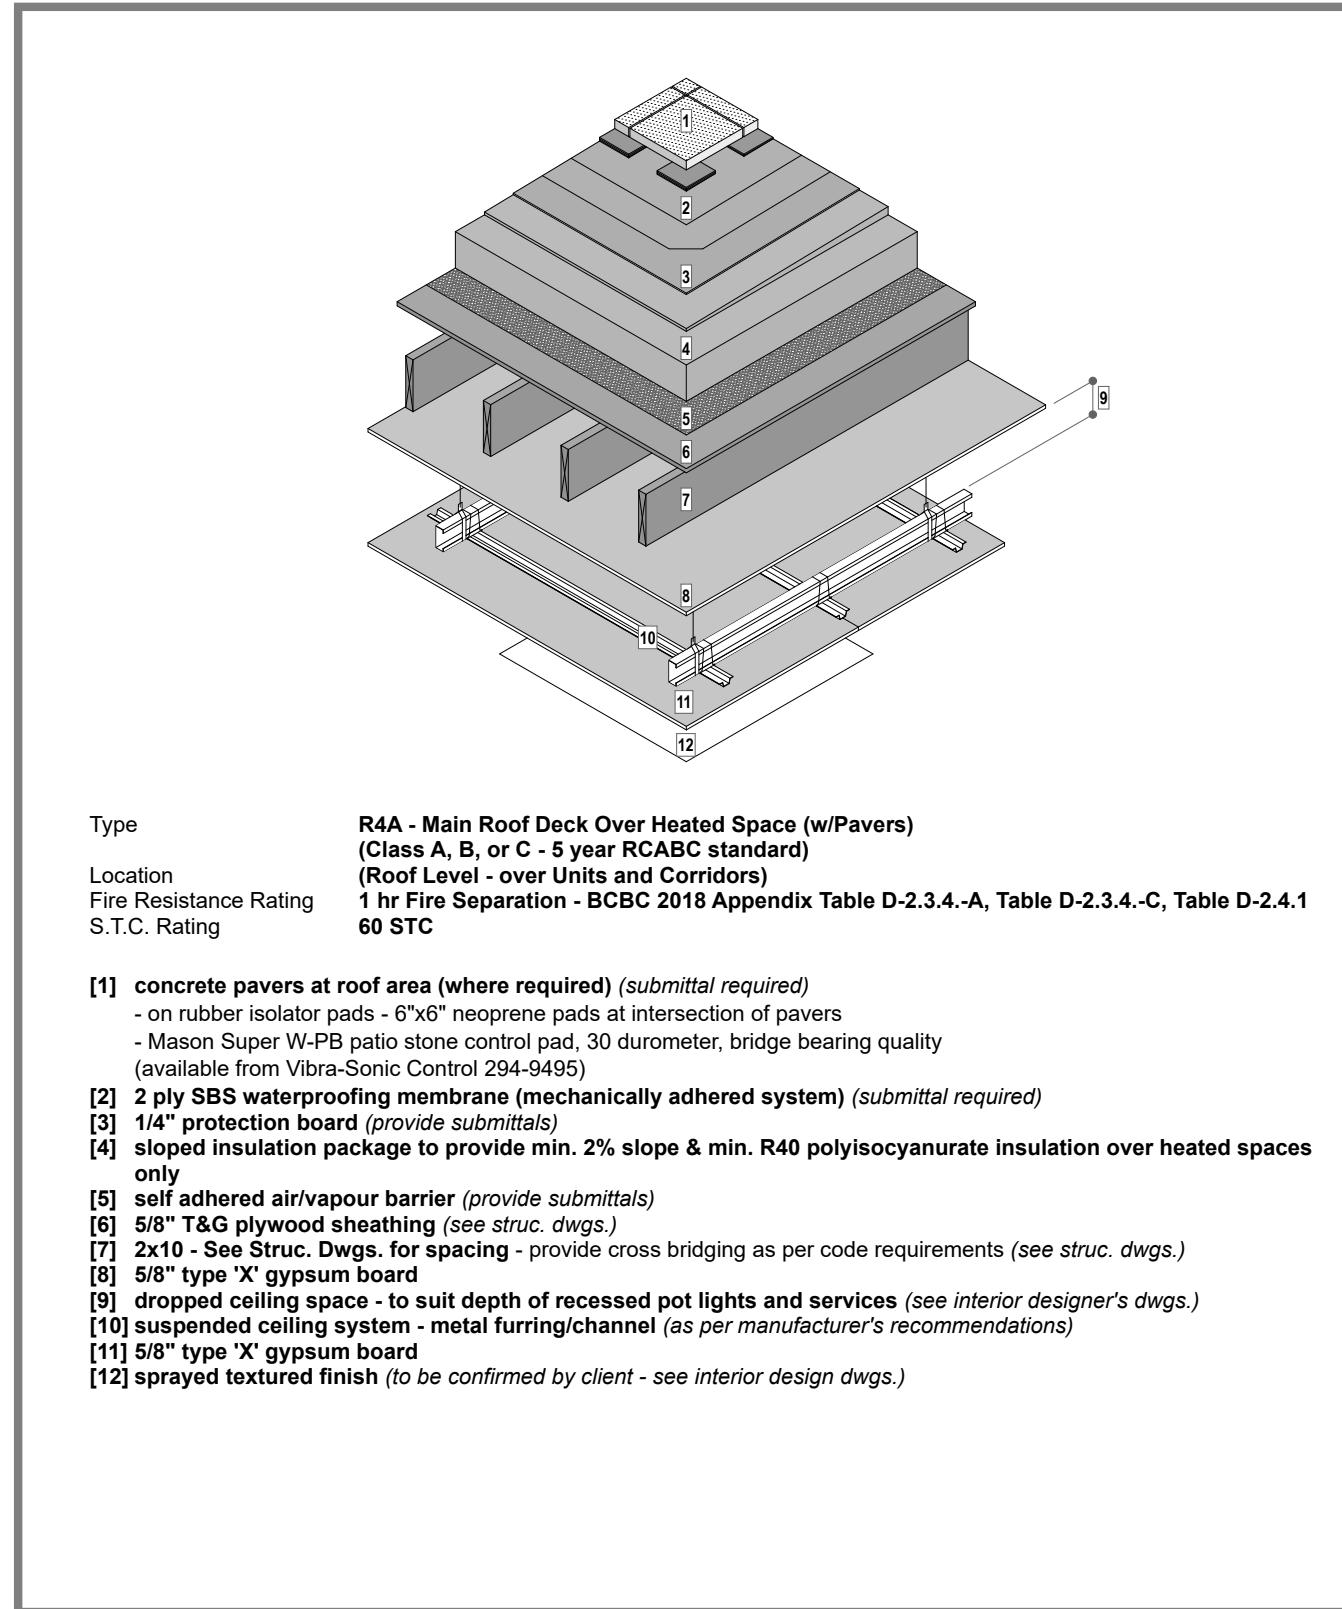 1
2
3
4
5
6
7
8
9
10
11
12
Type R4A - Main Roof Deck Over Heated Space (w/Pavers)
(Class A, B, or C - 5 year RCABC standard)
Location (Roof Level - over Units and Corridors)
Fire Resistance Rating 1 hr Fire Separation - BCBC 2018 Appendix Table D-2.3.4.-A, Table D-2.3.4.-C, Table D-2.4.1
S.T.C. Rating 60 STC
[1] concrete pavers at roof area (where required) (submittal required)
- on rubber isolator pads - 6"x6" neoprene pads at intersection of pavers
- Mason Super W-PB patio stone control pad, 30 durometer, bridge bearing quality
(available from Vibra-Sonic Control 294-9495)
[2] 2 ply SBS waterproofing membrane (mechanically adhered system) (submittal required)
[3] 1/4" protection board (provide submittals)
[4] sloped insulation package to provide min. 2% slope & min. R40 polyisocyanurate insulation over heated spaces
only
[5] self adhered air/vapour barrier (provide submittals)
[6] 5/8" T&G plywood sheathing (see struc. dwgs.)
[7] 2x10 - See Struc. Dwgs. for spacing - provide cross bridging as per code requirements (see struc. dwgs.)
[8] 5/8" type 'X' gypsum board
[9] dropped ceiling space - to suit depth of recessed pot lights and services (see interior designer's dwgs.)
[10] suspended ceiling system - metal furring/channel (as per manufacturer's recommendations)
[11] 5/8" type 'X' gypsum board
[12] sprayed textured finish (to be confirmed by client - see interior design dwgs.)